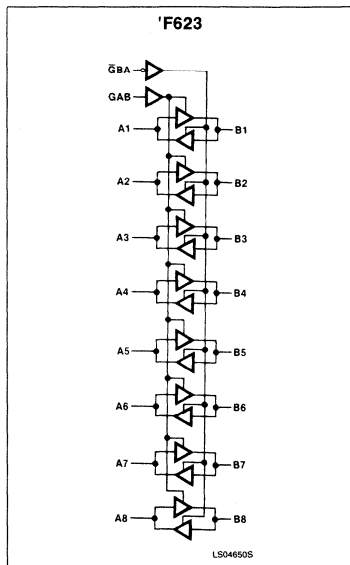 'F623
G̅BA
GAB
A1 B1
A2 B2
A3 B3
A4 B4
A5 B5
A6 B6
A7 B7
A8 B8
LS04650S